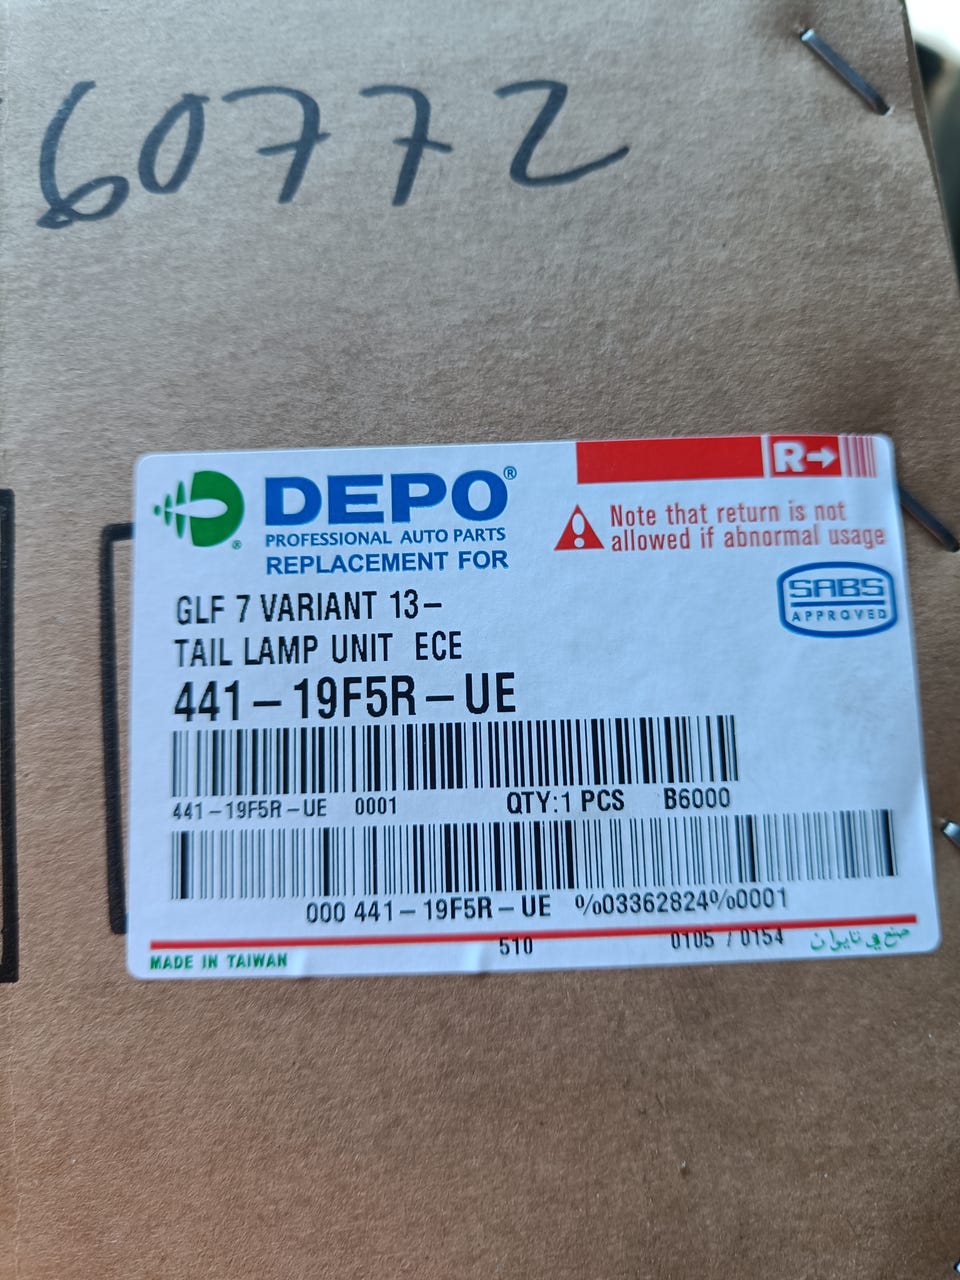 60772
DEPO®
PROFESSIONAL AUTO PARTS
REPLACEMENT FOR
R→
Note that return is not
allowed if abnormal usage
SABS
APPROVED
GLF 7 VARIANT 13-
TAIL LAMP UNIT ECE
441-19F5R-UE
441-19F5R-UE 0001 QTY:1 PCS B6000
000 441-19F5R-UE %03362824%0001
510 0105 / 0154 صنع في تايوان
MADE IN TAIWAN